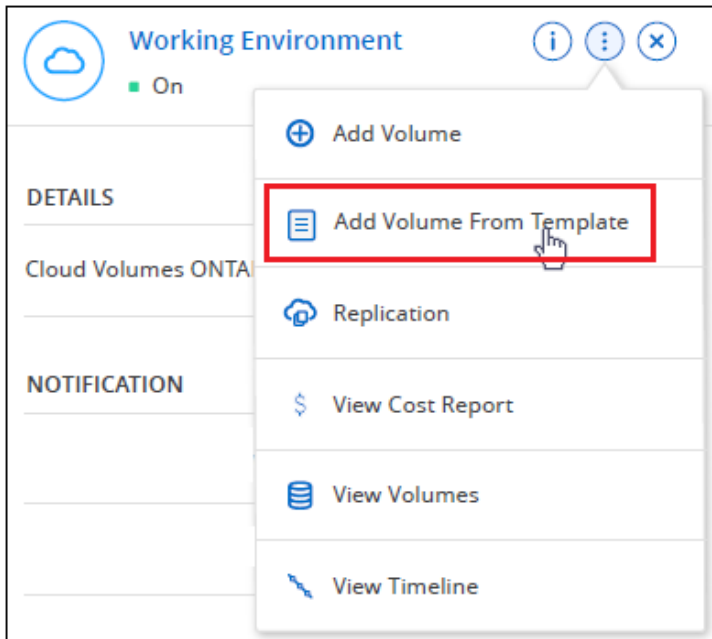 Working Environment
On
Add Volume
DETAILS
Add Volume From Template
Cloud Volumes ONTA
Replication
NOTIFICATION
$ View Cost Report
View Volumes
View Timeline